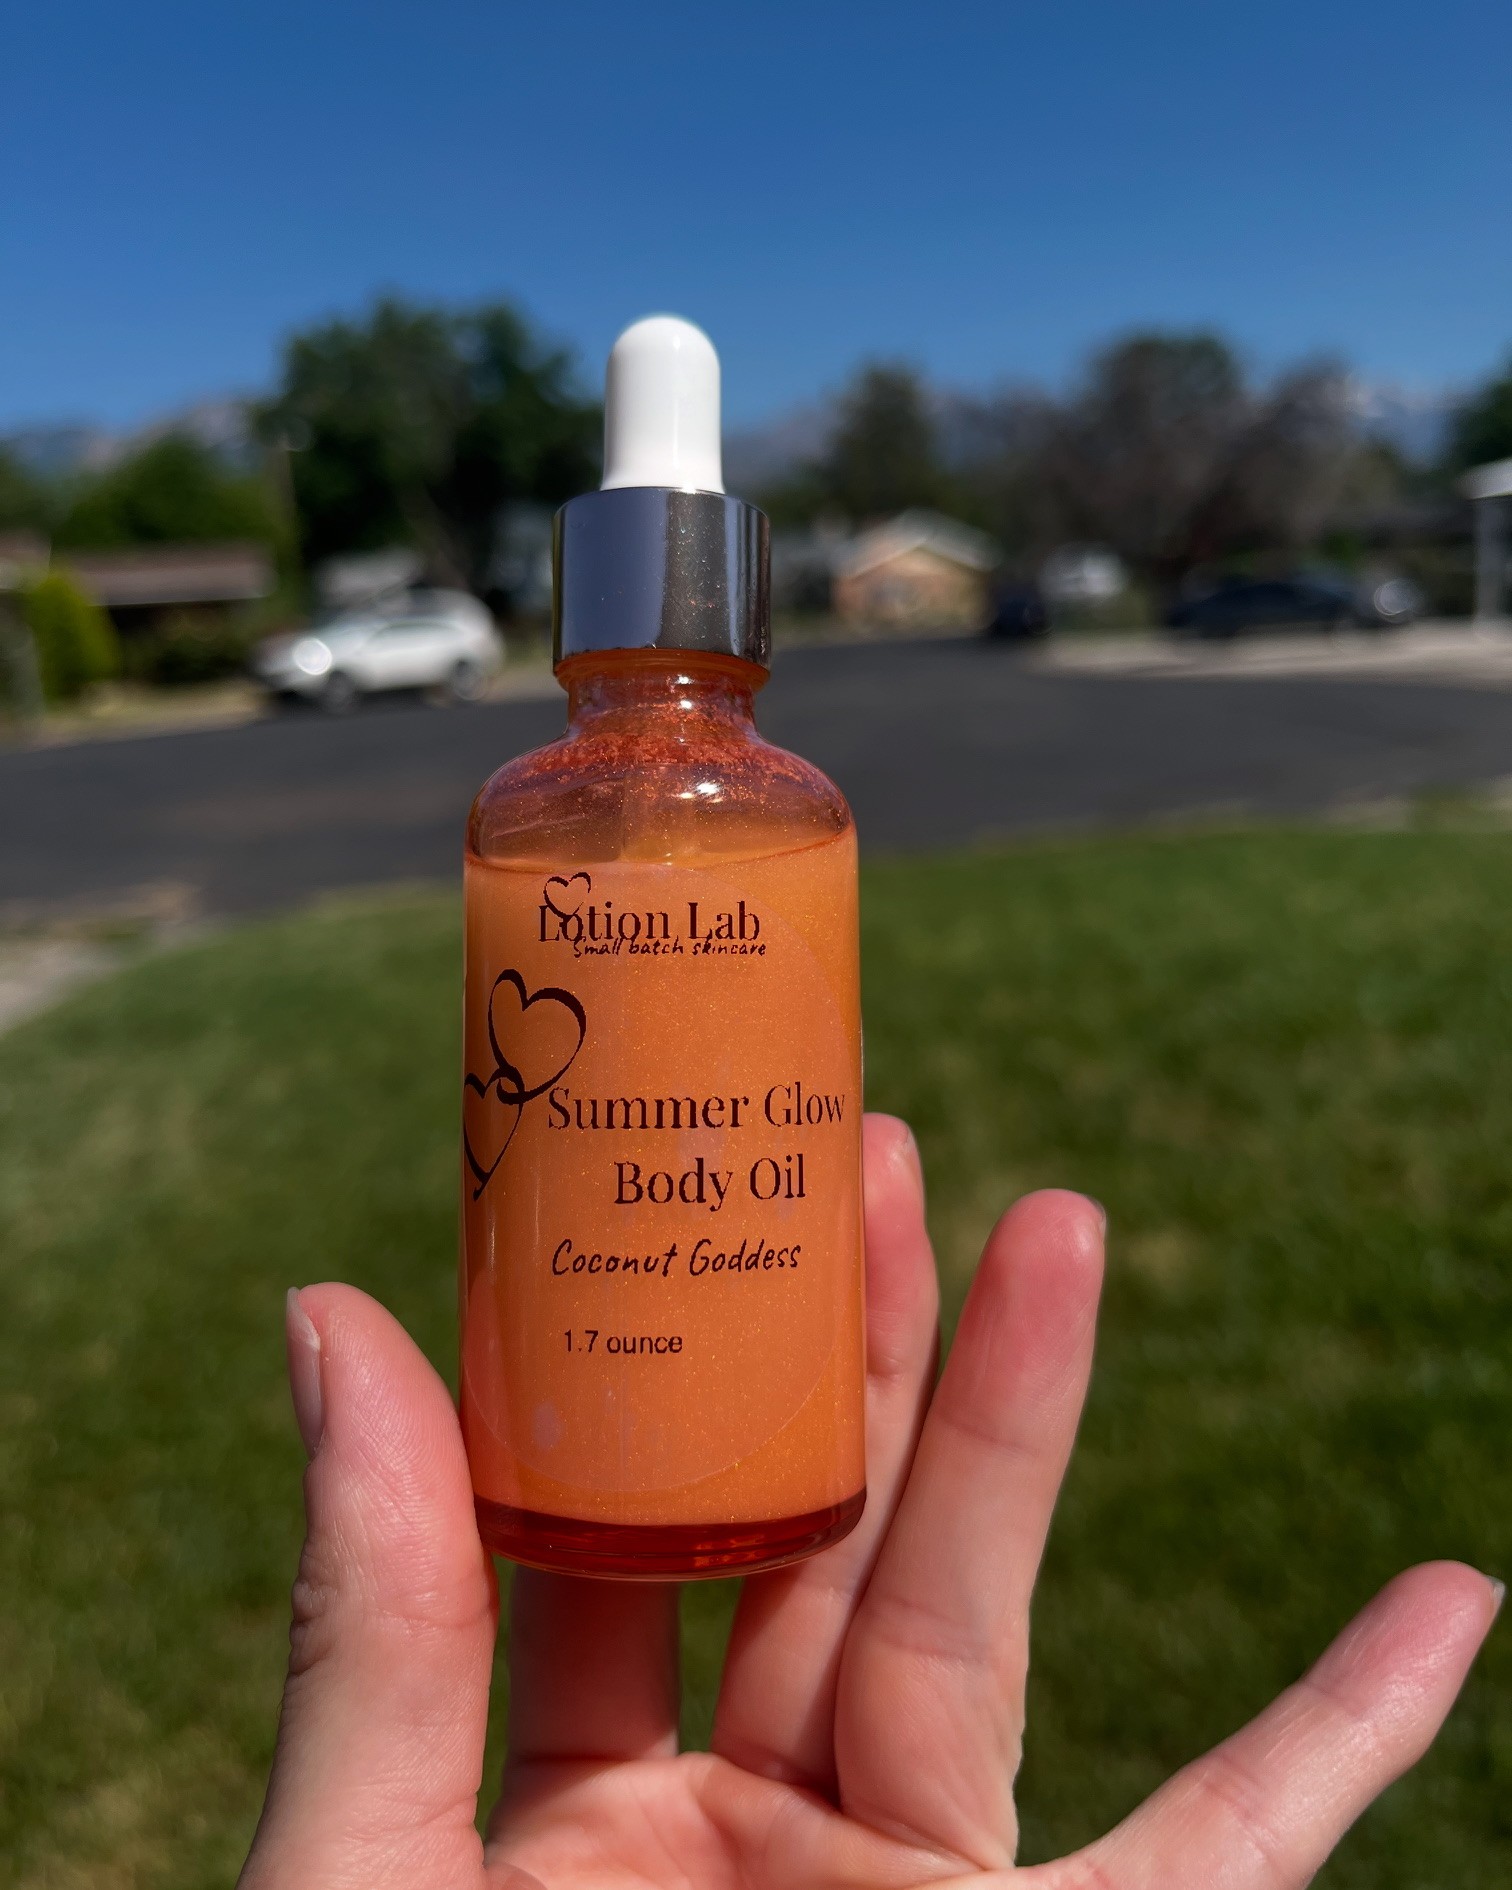 Lotion Lab
Small batch skincare
Summer Glow
Body Oil
Coconut Goddess
1.7 ounce